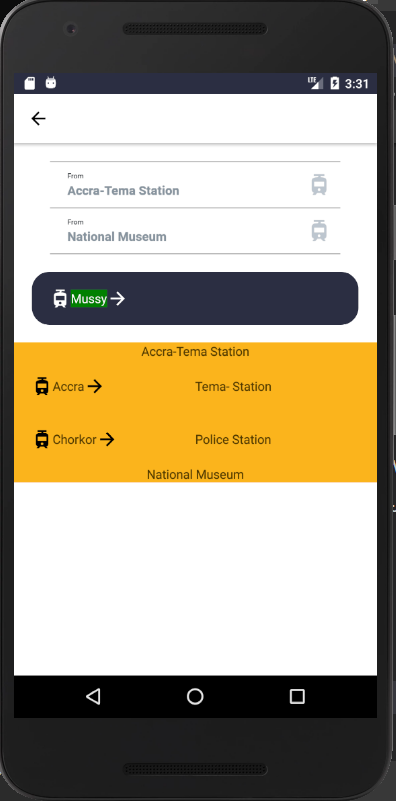 LTE 3:31
From
Accra-Tema Station
From
National Museum
Mussy
Accra-Tema Station
Accra Tema- Station
Chorkor Police Station
National Museum